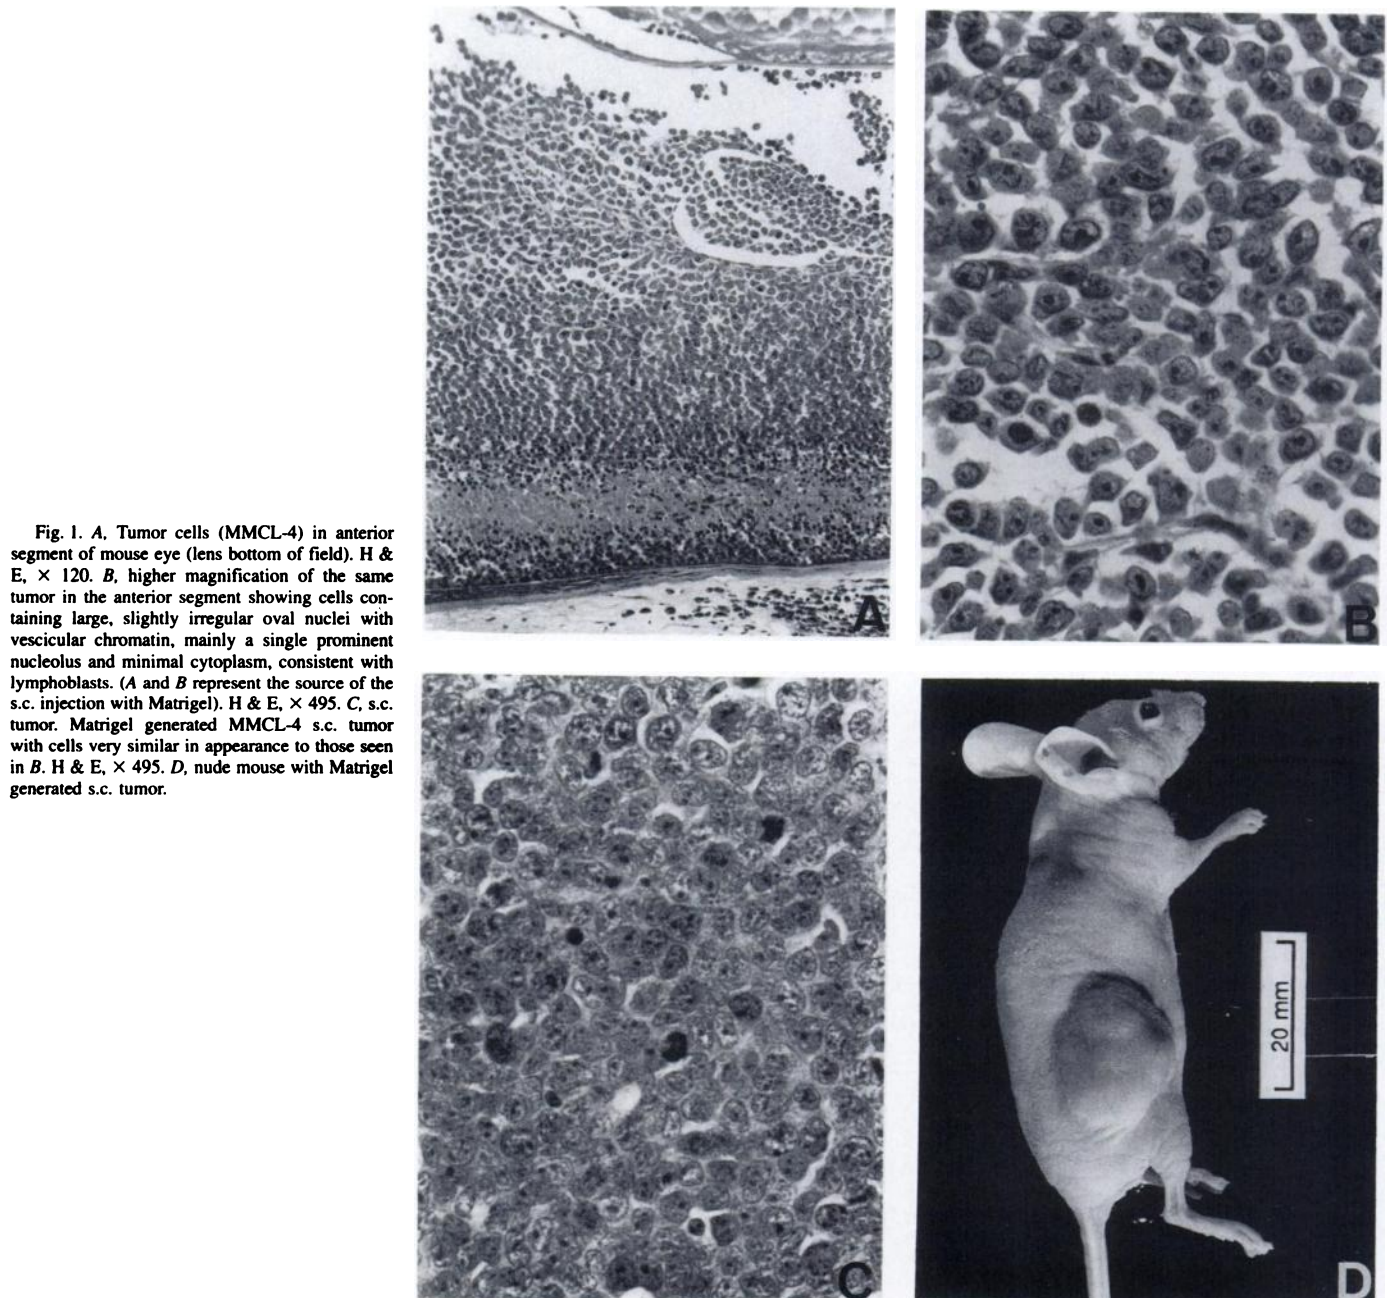 Fig. 1. A, Tumor cells (MMCL-4) in anterior
segment of mouse eye (lens bottom of field). H &
E, × 120. B, higher magnification of the same
tumor in the anterior segment showing cells con-
taining large, slightly irregular oval nuclei with
vescicular chromatin, mainly a single prominent
nucleolus and minimal cytoplasm, consistent with
lymphoblasts. (A and B represent the source of the
s.c. injection with Matrigel). H & E, × 495. C, s.c.
tumor. Matrigel generated MMCL-4 s.c. tumor
with cells very similar in appearance to those seen
in B. H & E, × 495. D, nude mouse with Matrigel
generated s.c. tumor.
A
B
C
20 mm
D